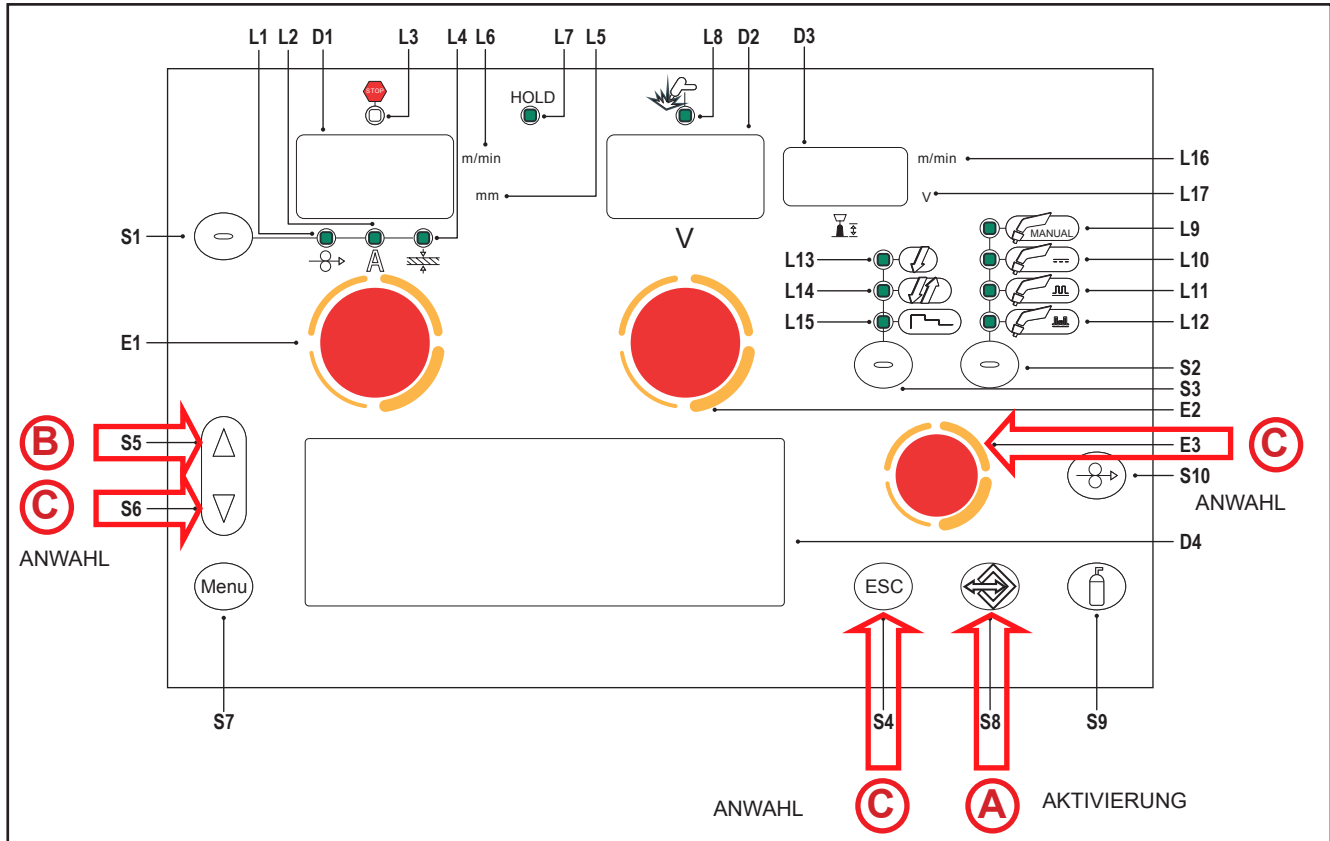 L1 L2 D1 L3 L4 L6 L7 L5 L8 D2 D3
STOP
HOLD
m/min
mm
m/min
L16
V
L17
S1
A
V
MANUAL
L9
L13
L10
L14
L11
L15
L12
E1
S2
S3
E2
B
S5
E3
C
C
S6
S10
ANWAHL
ANWAHL
D4
Menu
ESC
S7
S4
S8
S9
ANWAHL
C
A
AKTIVIERUNG